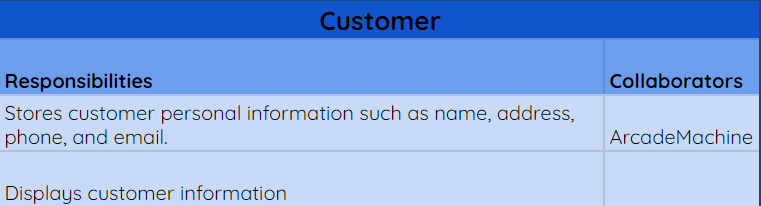 Customer
Responsibilities Collaborators
Stores customer personal information such as name, address,
phone, and email. ArcadeMachine
Displays customer information